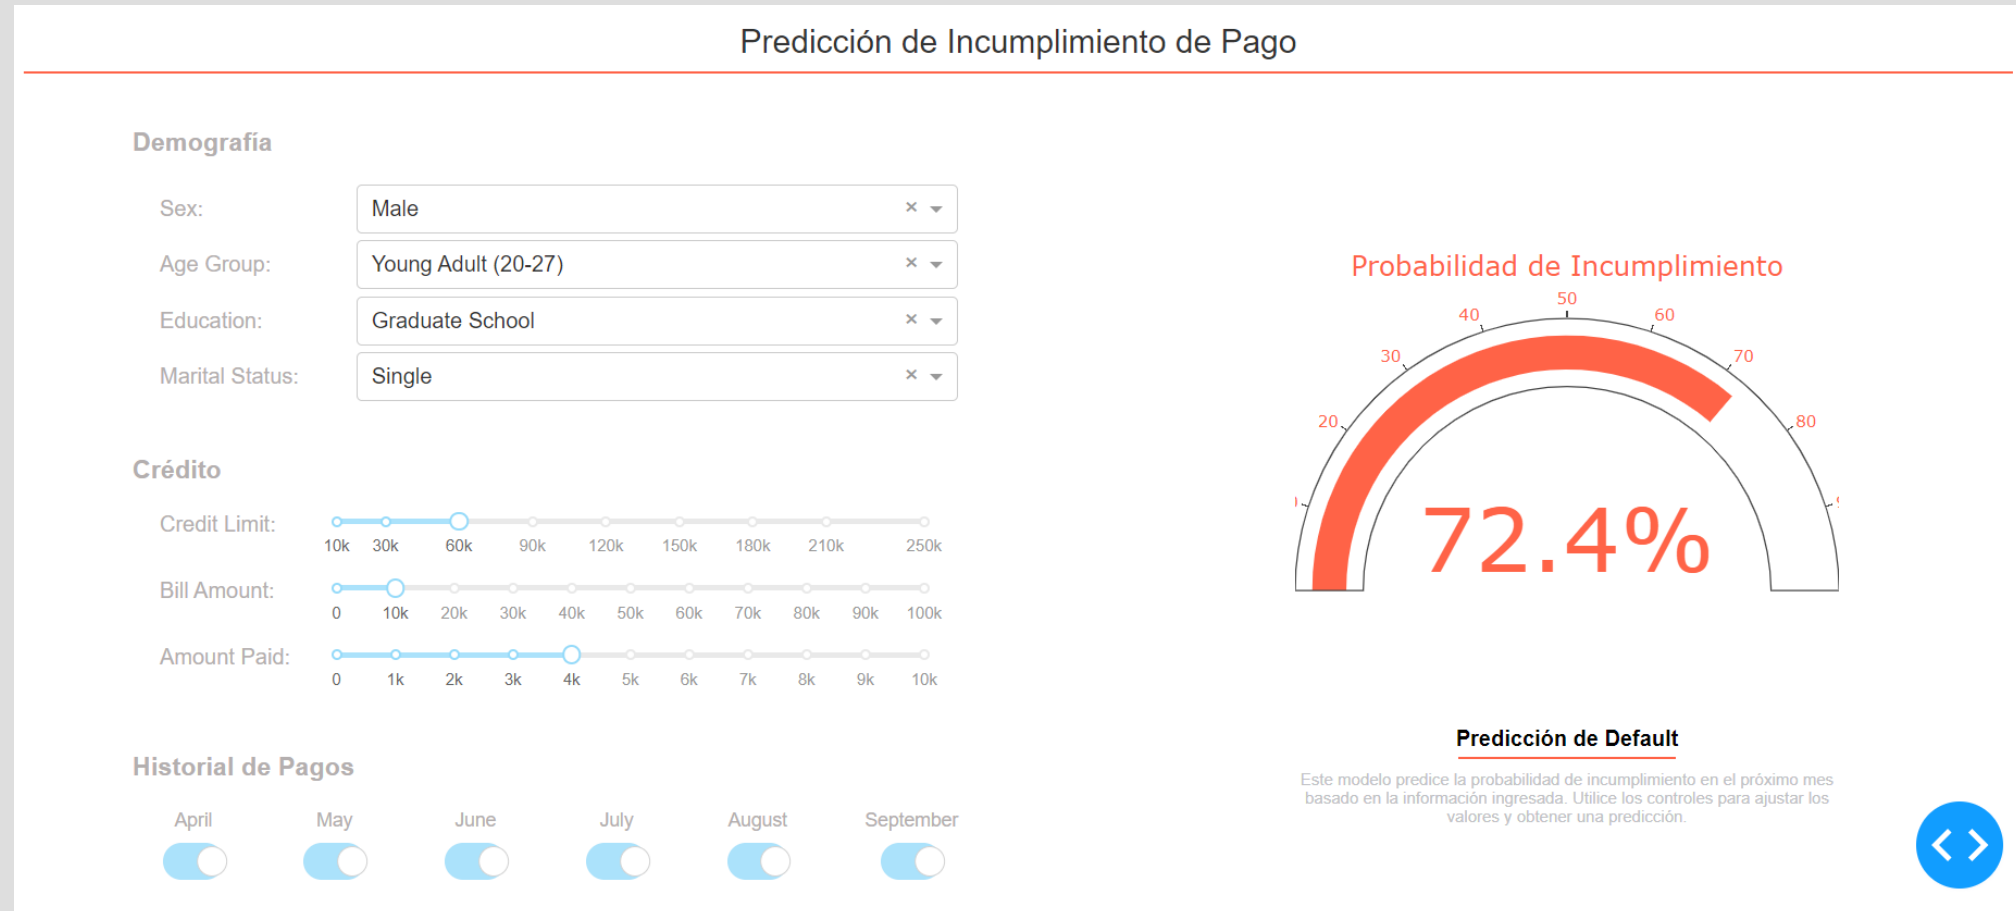 Predicción de Incumplimiento de Pago
Demografía
Sex: Male
Age Group: Young Adult (20-27)
Education: Graduate School
Marital Status: Single
Crédito
Credit Limit:
10k 30k 60k 90k 120k 150k 180k 210k 250k
Bill Amount:
0 10k 20k 30k 40k 50k 60k 70k 80k 90k 100k
Amount Paid:
0 1k 2k 3k 4k 5k 6k 7k 8k 9k 10k
Historial de Pagos
April May June July August September
Probabilidad de Incumplimiento
20 30 40 50 60 70 80
72.4%
Predicción de Default
Este modelo predice la probabilidad de incumplimiento en el próximo mes
basado en la información ingresada. Utilice los controles para ajustar los
valores y obtener una predicción.